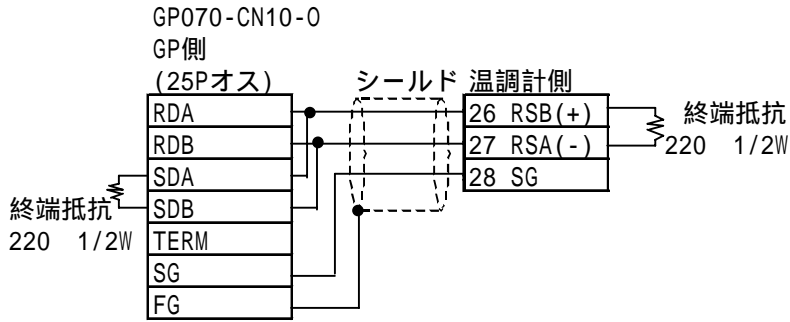 GP070-CN10-O
GP側
(25Pオス)
シールド 温調計側
RDA
RDB
SDA
SDB
TERM
SG
FG
26 RSB(+)
27 RSA(-)
28 SG
終端抵抗
220 1/2W
終端抵抗
220 1/2W